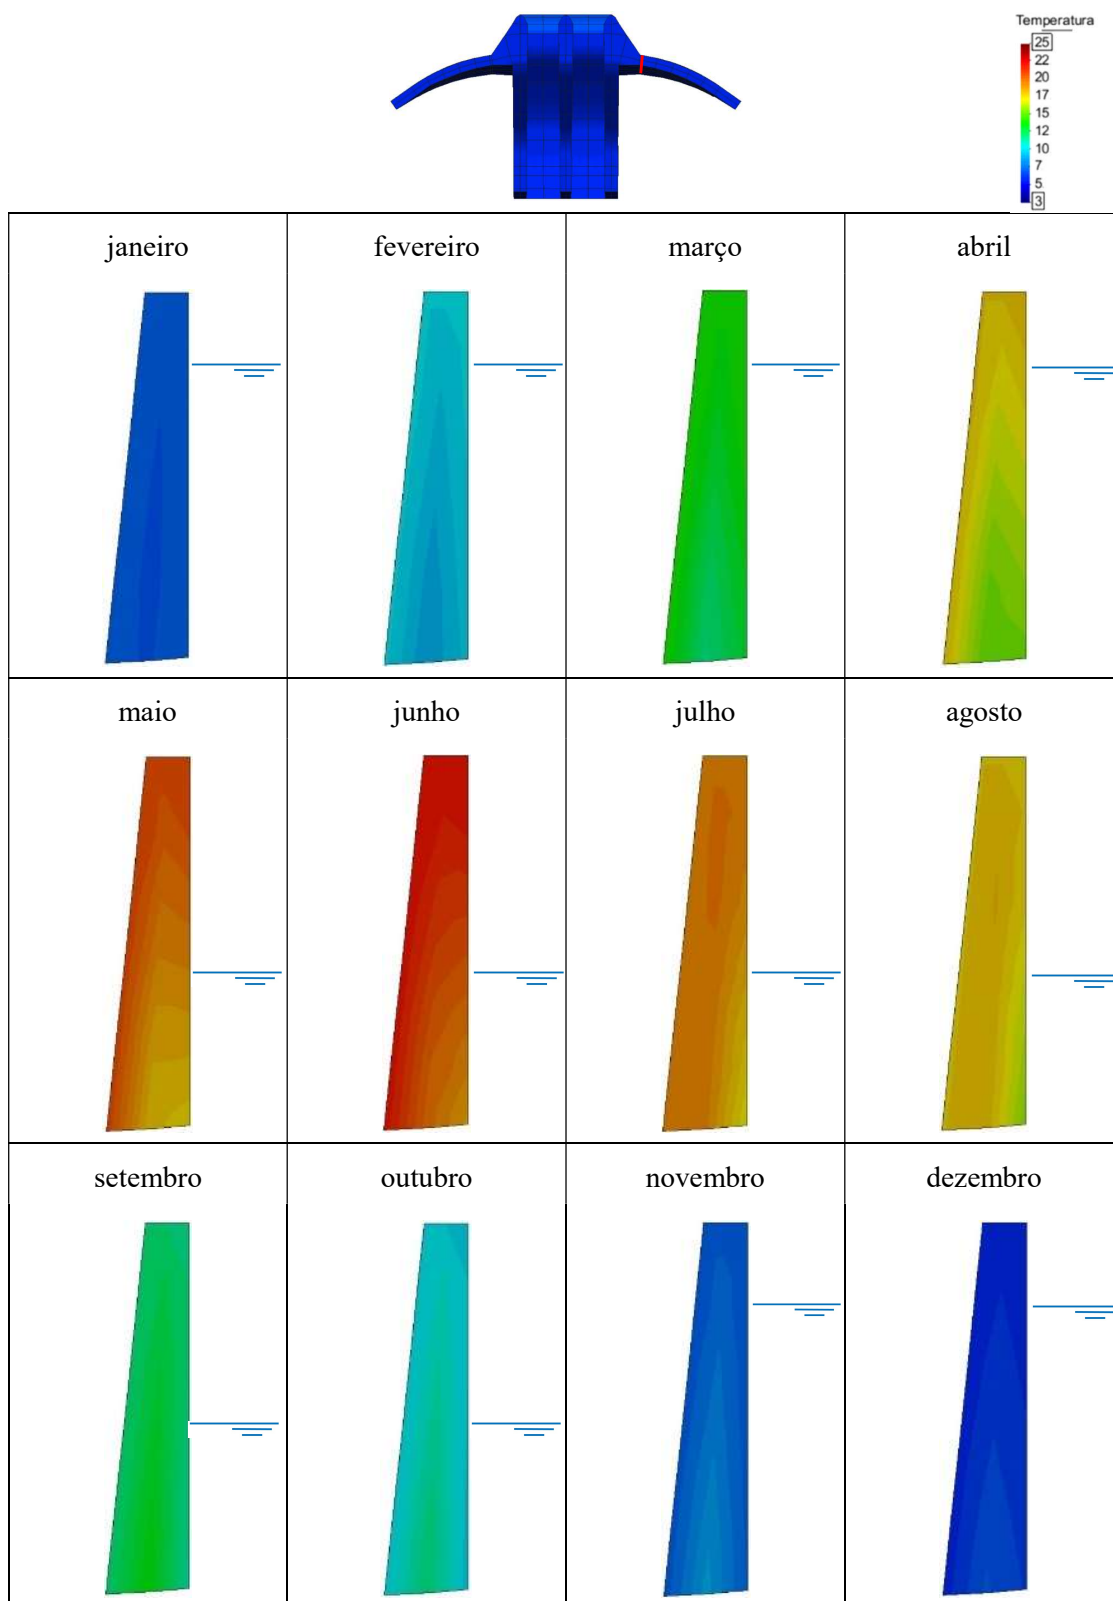 Temperatura
25
22
20
17
15
12
10
7
5
3
janeiro
fevereiro
março
abril
maio
junho
julho
agosto
setembro
outubro
novembro
dezembro